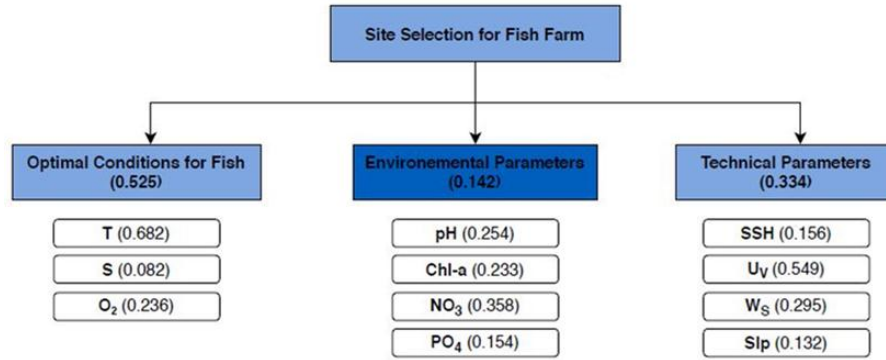 Site Selection for Fish Farm
Optimal Conditions for Fish
(0.525)
Environemental Parameters
(0.142)
Technical Parameters
(0.334)
T (0.682)
S (0.082)
O₂ (0.236)
pH (0.254)
Chl-a (0.233)
NO₃ (0.358)
PO₄ (0.154)
SSH (0.156)
U_V (0.549)
W_S (0.295)
Slp (0.132)